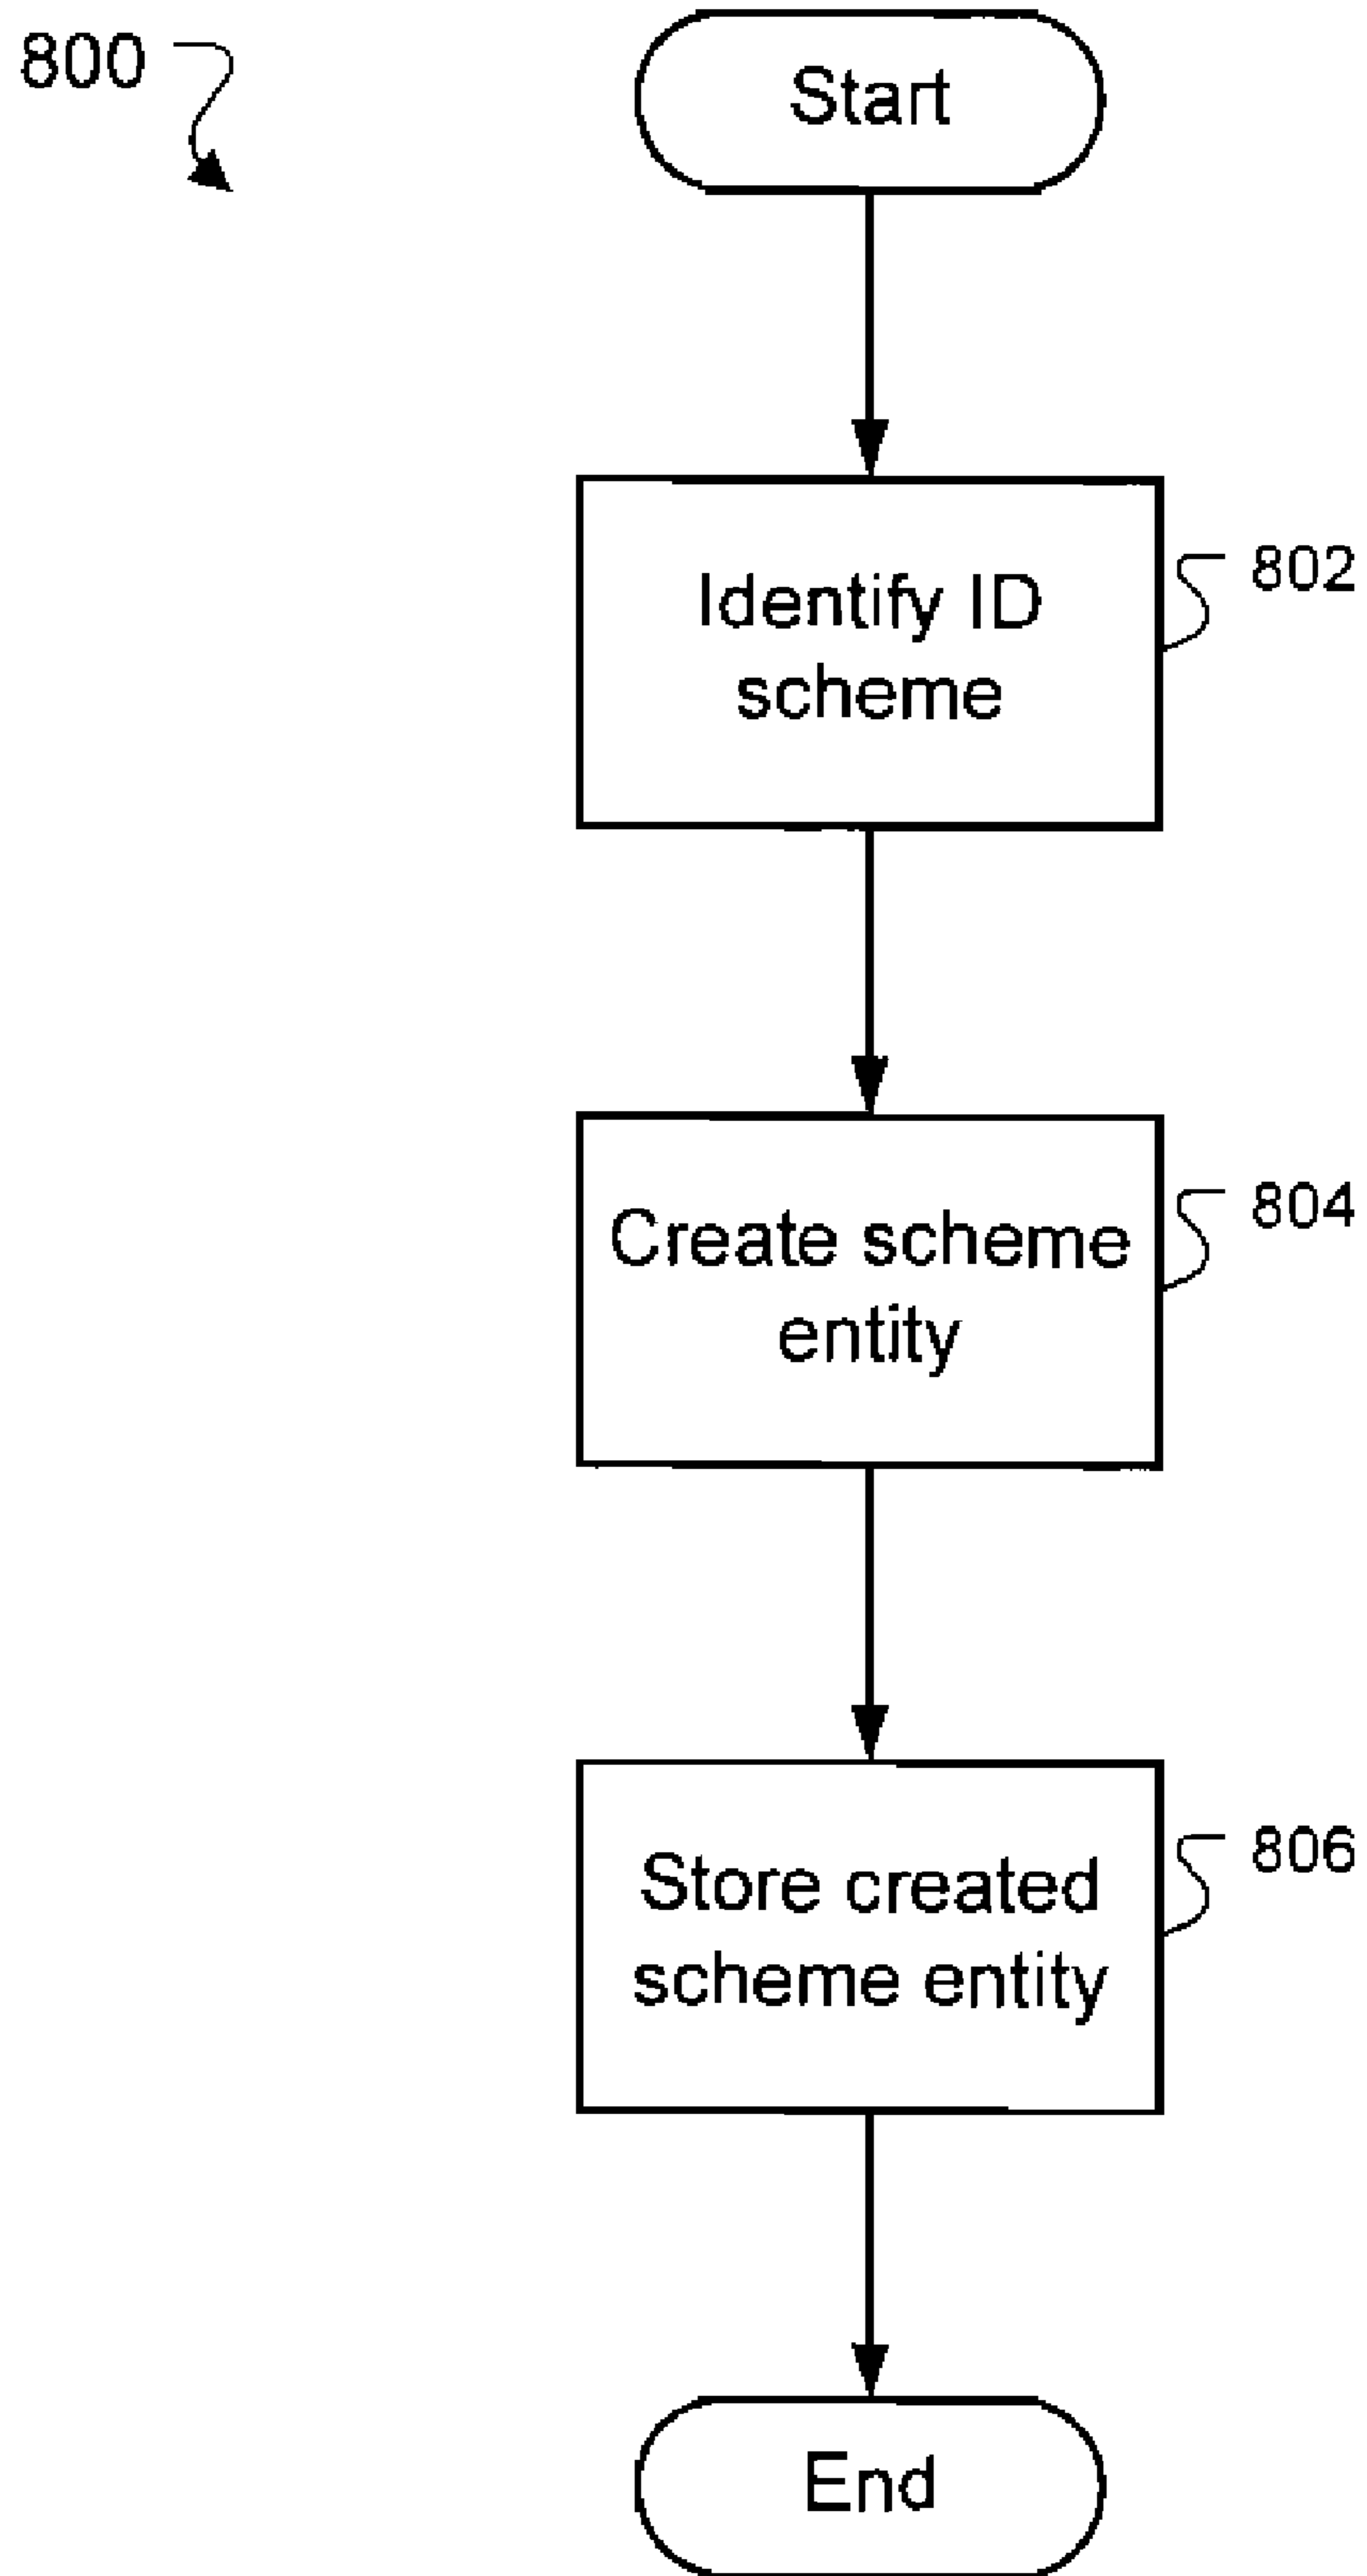 800
Start
Identify ID
scheme
802
Create scheme
entity
804
Store created
scheme entity
806
End